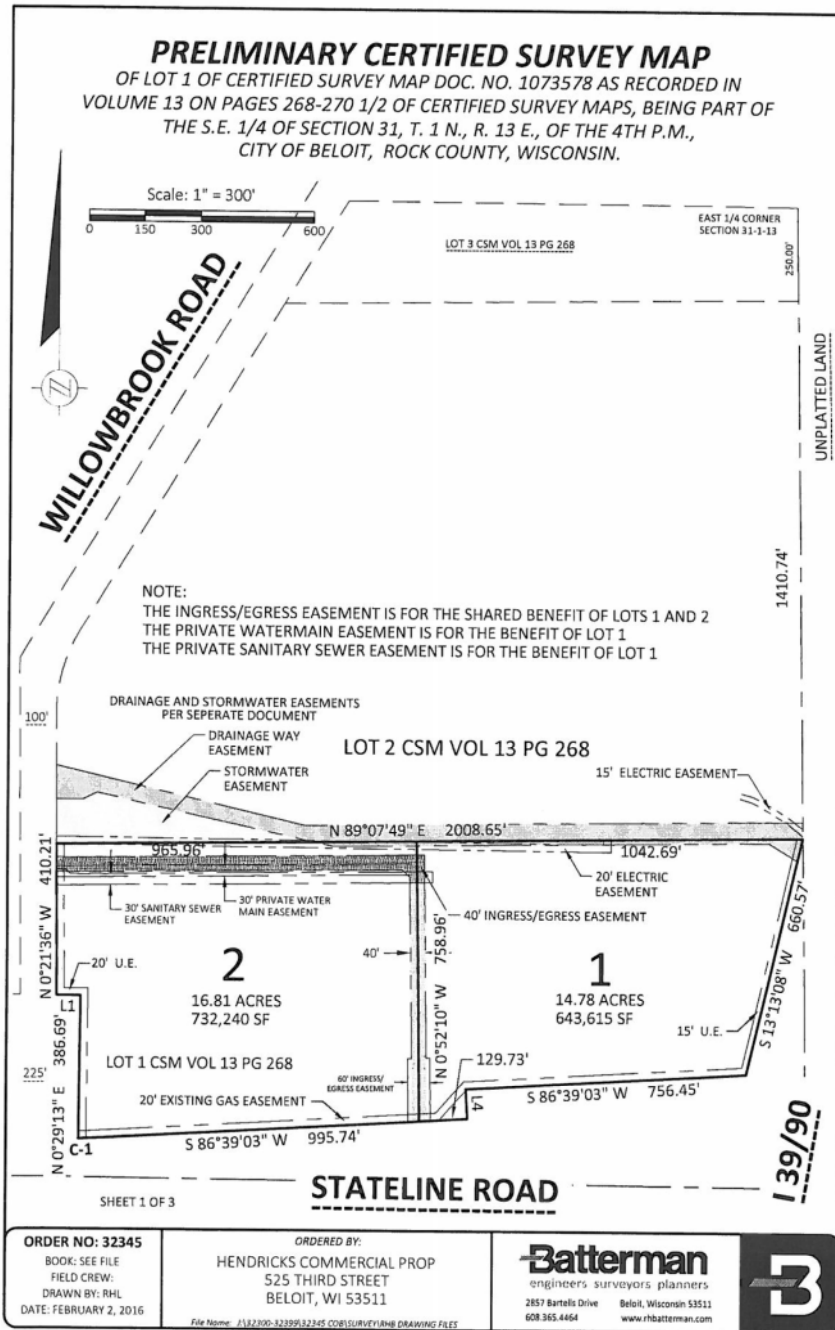 PRELIMINARY CERTIFIED SURVEY MAP
OF LOT 1 OF CERTIFIED SURVEY MAP DOC. NO. 1073578 AS RECORDED IN
VOLUME 13 ON PAGES 268-270 1/2 OF CERTIFIED SURVEY MAPS, BEING PART OF
THE S.E. 1/4 OF SECTION 31, T. 1 N., R. 13 E., OF THE 4TH P.M.,
CITY OF BELOIT, ROCK COUNTY, WISCONSIN.
Scale: 1" = 300'
0 150 300 600
EAST 1/4 CORNER
SECTION 31-1-13
LOT 3 CSM VOL 13 PG 268
250.00'
N
WILLOWBROOK ROAD
UNPLATTED LAND
1410.74'
NOTE:
THE INGRESS/EGRESS EASEMENT IS FOR THE SHARED BENEFIT OF LOTS 1 AND 2
THE PRIVATE WATERMAIN EASEMENT IS FOR THE BENEFIT OF LOT 1
THE PRIVATE SANITARY SEWER EASEMENT IS FOR THE BENEFIT OF LOT 1
DRAINAGE AND STORMWATER EASEMENTS
PER SEPERATE DOCUMENT
100'
DRAINAGE WAY
EASEMENT
LOT 2 CSM VOL 13 PG 268
STORMWATER
EASEMENT
15' ELECTRIC EASEMENT
N 89°07'49" E 2008.65'
965.96'
1042.69'
N 0°21'36" W 410.21'
20' ELECTRIC
EASEMENT
30' SANITARY SEWER
EASEMENT
30' PRIVATE WATER
MAIN EASEMENT
40' INGRESS/EGRESS EASEMENT
S 13°13'08" W 660.57'
40'
N 0°52'10" W 758.96'
20' U.E.
2
16.81 ACRES
732,240 SF
1
14.78 ACRES
643,615 SF
L1
15' U.E.
N 0°29'13" E 386.69'
LOT 1 CSM VOL 13 PG 268
129.73'
225'
60' INGRESS/
EGRESS EASEMENT
20' EXISTING GAS EASEMENT
L4
S 86°39'03" W 756.45'
C-1
S 86°39'03" W 995.74'
I 39/90
SHEET 1 OF 3
STATELINE ROAD
ORDER NO: 32345
BOOK: SEE FILE
FIELD CREW:
DRAWN BY: RHL
DATE: FEBRUARY 2, 2016
ORDERED BY:
HENDRICKS COMMERCIAL PROP
525 THIRD STREET
BELOIT, WI 53511
File Name: J:\32300-32399\32345 COB\SURVEY\RHB DRAWING FILES
Batterman
engineers surveyors planners
2857 Bartells Drive Beloit, Wisconsin 53511
608.365.4464 www.rhbatterman.com
B